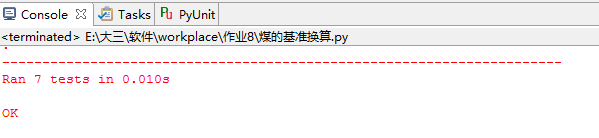 Console Tasks PyUnit
<terminated> E:\大三\软件\workplace\作业8\煤的基准换算.py
.
----------------------------------------------------------------------
Ran 7 tests in 0.010s
OK